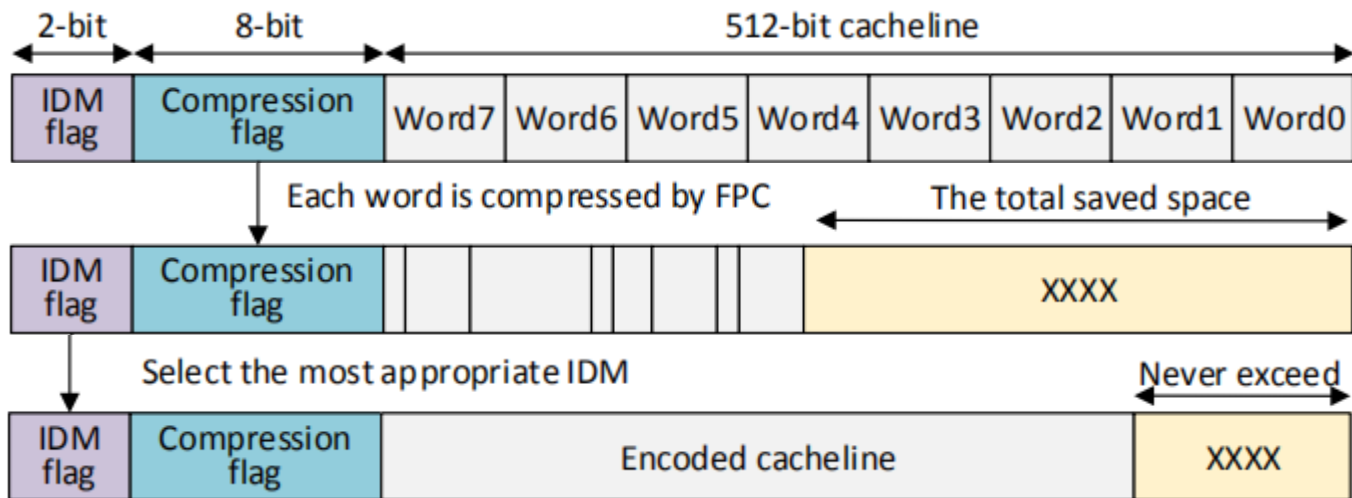 2-bit 8-bit 512-bit cacheline
IDM flag Compression flag Word7 Word6 Word5 Word4 Word3 Word2 Word1 Word0
Each word is compressed by FPC
The total saved space
IDM flag Compression flag XXXX
Select the most appropriate IDM
Never exceed
IDM flag Compression flag Encoded cacheline XXXX